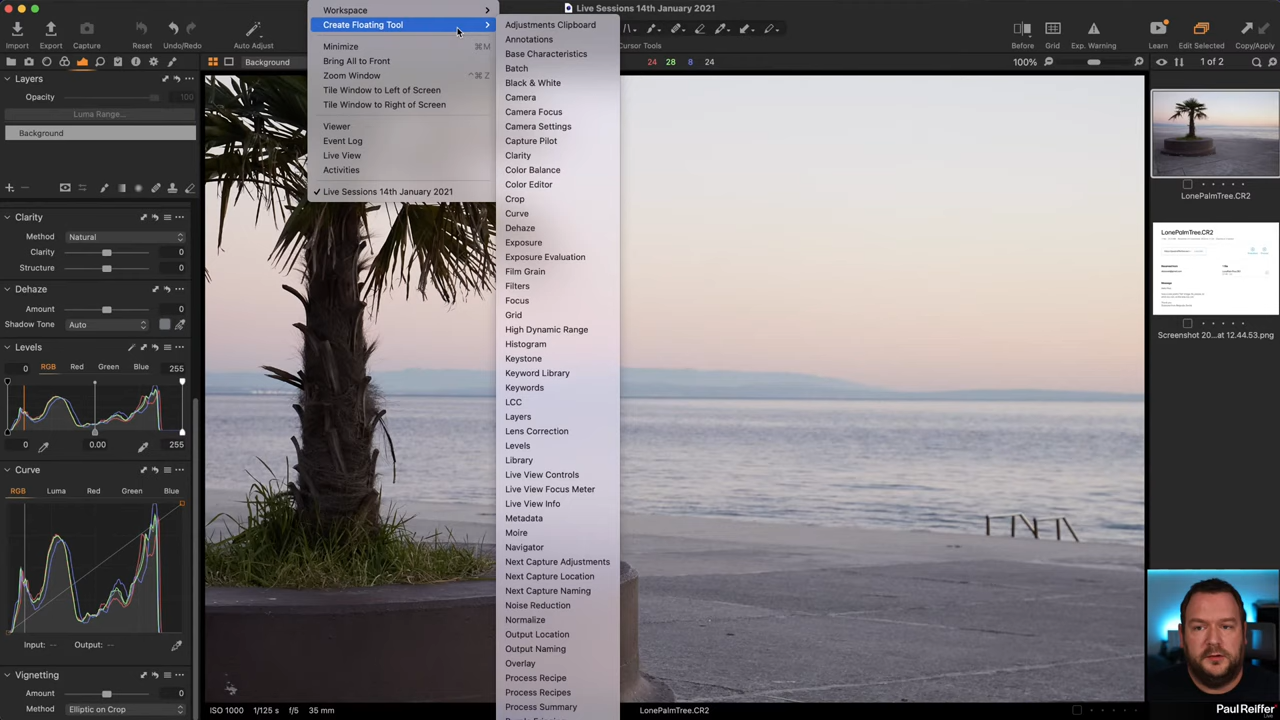 Workspace
Live Sessions 14th January 2021
Create Floating Tool
Import
Export
Capture
Reset
Undo/Redo
Auto Adjust
Minimize ⌘M
Bring All to Front
Zoom Window ^⌘Z
Tile Window to Left of Screen
Tile Window to Right of Screen
Viewer
Event Log
Live View
Activities
✓ Live Sessions 14th January 2021
Adjustments Clipboard
Annotations
Base Characteristics
Batch
Black & White
Camera
Camera Focus
Camera Settings
Capture Pilot
Clarity
Color Balance
Color Editor
Crop
Curve
Dehaze
Exposure
Exposure Evaluation
Film Grain
Filters
Focus
Grid
High Dynamic Range
Histogram
Keystone
Keyword Library
Keywords
LCC
Layers
Lens Correction
Levels
Library
Live View Controls
Live View Focus Meter
Live View Info
Metadata
Moire
Navigator
Next Capture Adjustments
Next Capture Location
Next Capture Naming
Noise Reduction
Normalize
Output Location
Output Naming
Overlay
Process Recipe
Process Recipes
Process Summary
Cursor Tools
Before
Grid
Exp. Warning
Learn
Edit Selected
Copy/Apply
Background
24 28 8 24
100%
1 of 2
Layers
Opacity 100
Luma Range...
Background
Clarity
Method Natural
Clarity 0
Structure 0
Dehaze
Amount 0
Shadow Tone Auto
Levels
0 RGB Red Green Blue 255
0 0.00 255
Curve
RGB Luma Red Green Blue
Input: -- Output: --
Vignetting
Amount 0
Method Elliptic on Crop
ISO 1000 1/125 s f/5 35 mm
LonePalmTree.CR2
LonePalmTree.CR2
LonePalmTree.CR2
Screenshot 20...at 12.44.53.png
Paul Reiffer
Live